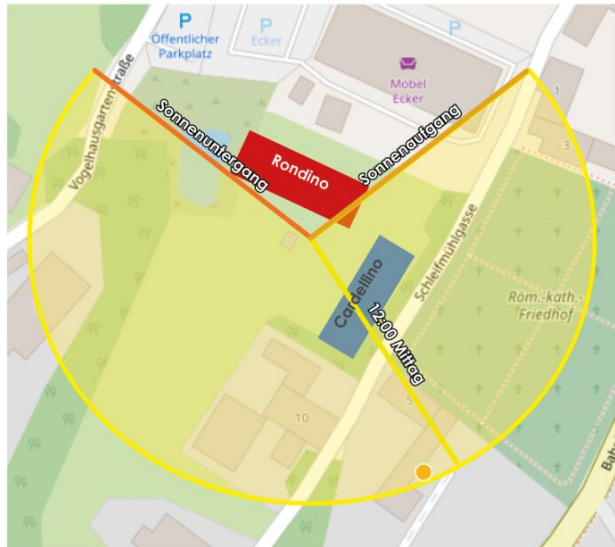 P
Öffentlicher
Parkplatz
P
Ecker
P
Möbel
Ecker
Vogelhausgartenstraße
Sonnenuntergang
Rondino
Sonnenaufgang
1
3
Cardellino
Schleifmühlgasse
12:00 Mittag
Röm.-kath.-
Friedhof
5
10